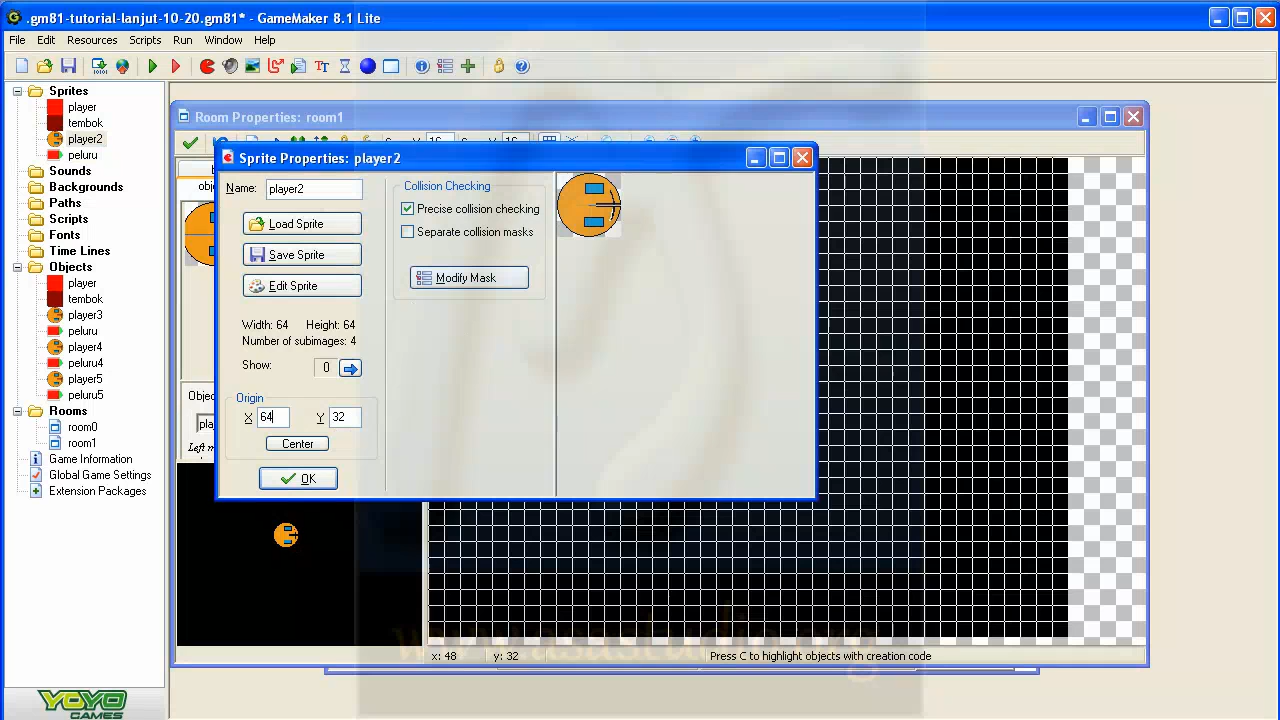 .gm81-tutorial-lanjut-10-20.gm81* - GameMaker 8.1 Lite
File Edit Resources Scripts Run Window Help
Sprites
player
tembok
player2
peluru
Sounds
Backgrounds
Paths
Scripts
Fonts
Time Lines
Objects
player
tembok
player3
peluru
player4
peluru4
player5
peluru5
Rooms
room0
room1
Game Information
Global Game Settings
Extension Packages
YOYO GAMES
Room Properties: room1
Sprite Properties: player2
Name: player2
Load Sprite
Save Sprite
Edit Sprite
Width: 64 Height: 64
Number of subimages: 4
Show: 0
Origin
X 64 Y 32
Center
OK
Collision Checking
Precise collision checking
Separate collision masks
Modify Mask
x: 48 y: 32 Press C to highlight objects with creation code